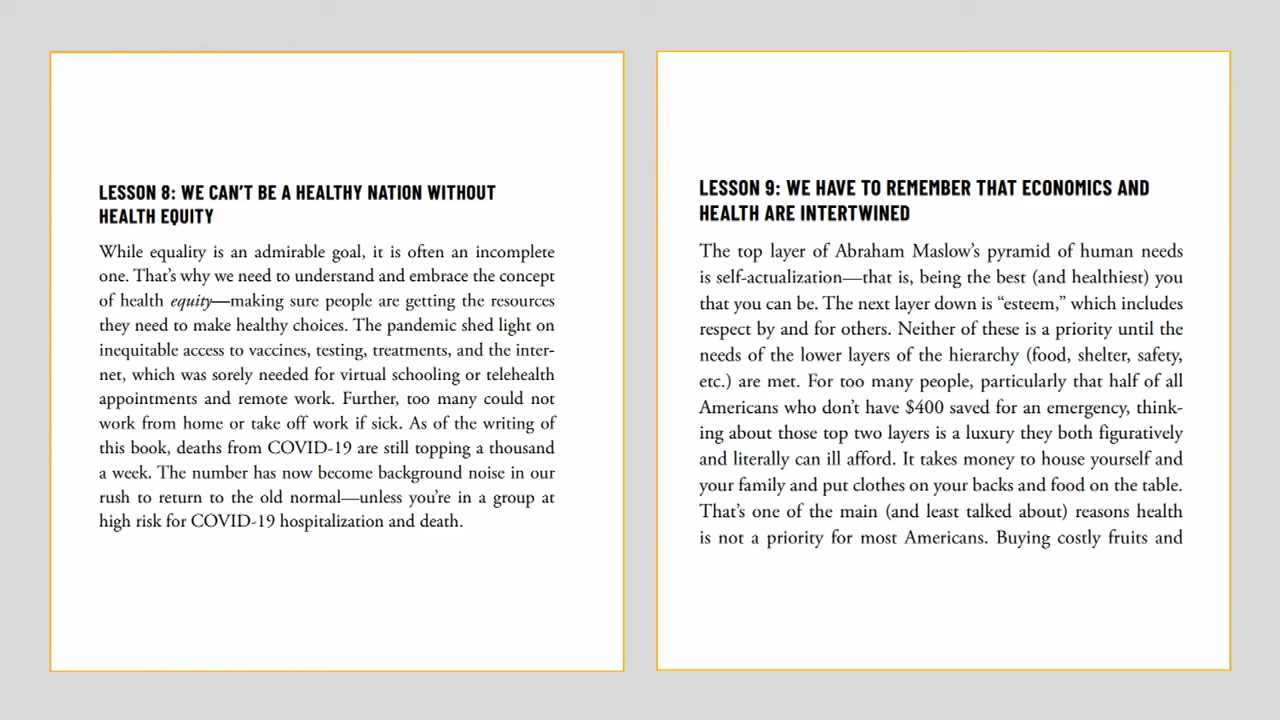 LESSON 8: WE CAN’T BE A HEALTHY NATION WITHOUT
HEALTH EQUITY
While equality is an admirable goal, it is often an incomplete
one. That’s why we need to understand and embrace the concept
of health equity—making sure people are getting the resources
they need to make healthy choices. The pandemic shed light on
inequitable access to vaccines, testing, treatments, and the inter-
net, which was sorely needed for virtual schooling or telehealth
appointments and remote work. Further, too many could not
work from home or take off work if sick. As of the writing of
this book, deaths from COVID-19 are still topping a thousand
a week. The number has now become background noise in our
rush to return to the old normal—unless you’re in a group at
high risk for COVID-19 hospitalization and death.
LESSON 9: WE HAVE TO REMEMBER THAT ECONOMICS AND
HEALTH ARE INTERTWINED
The top layer of Abraham Maslow’s pyramid of human needs
is self-actualization—that is, being the best (and healthiest) you
that you can be. The next layer down is “esteem,” which includes
respect by and for others. Neither of these is a priority until the
needs of the lower layers of the hierarchy (food, shelter, safety,
etc.) are met. For too many people, particularly that half of all
Americans who don’t have $400 saved for an emergency, think-
ing about those top two layers is a luxury they both figuratively
and literally can ill afford. It takes money to house yourself and
your family and put clothes on your backs and food on the table.
That’s one of the main (and least talked about) reasons health
is not a priority for most Americans. Buying costly fruits and